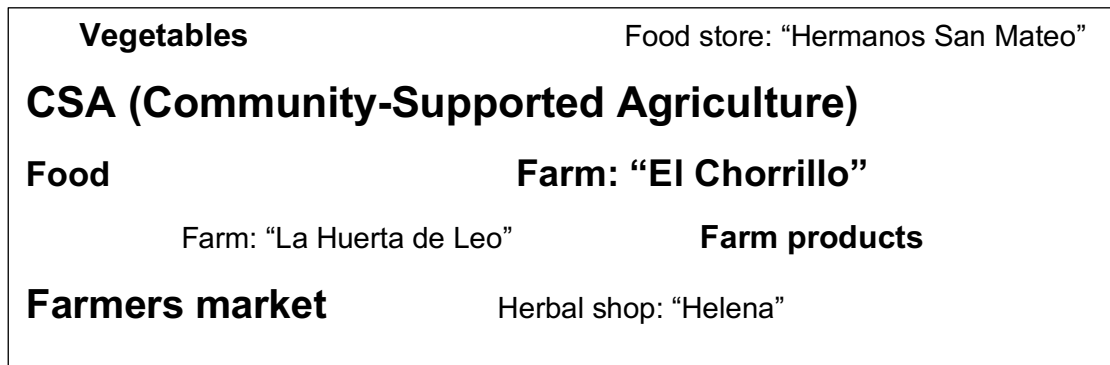 Vegetables Food store: “Hermanos San Mateo”
CSA (Community-Supported Agriculture)
Food Farm: “El Chorrillo”
Farm: “La Huerta de Leo” Farm products
Farmers market Herbal shop: “Helena”